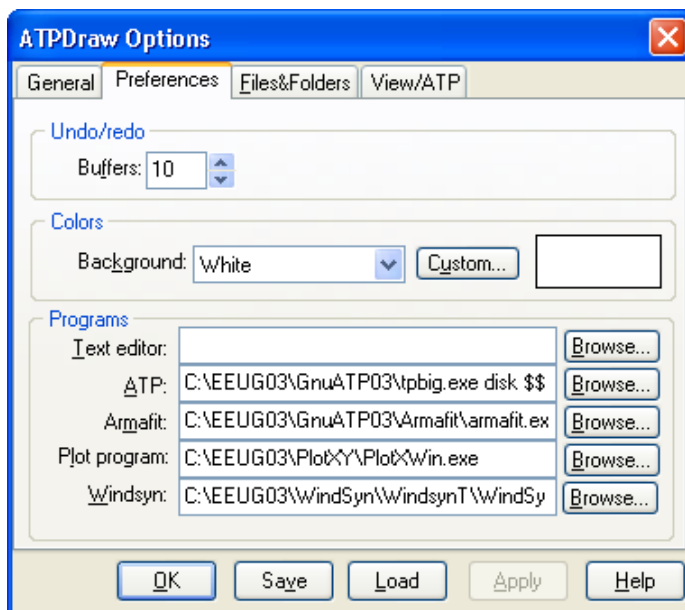 ATPDraw Options
General Preferences Files&Folders View/ATP
Undo/redo
Buffers: 10
Colors
Background: White Custom...
Programs
Text editor: Browse...
ATP: C:\EEUG03\GnuATP03\tpbig.exe disk $$ Browse...
Armafit: C:\EEUG03\GnuATP03\Armafit\armafit.ex Browse...
Plot program: C:\EEUG03\PlotXY\PlotXWin.exe Browse...
Windsyn: C:\EEUG03\WindSyn\WindsynT\WindSy Browse...
OK Save Load Apply Help